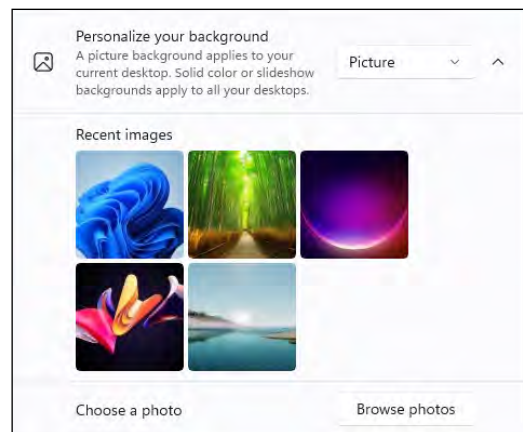 Personalize your background
A picture background applies to your
current desktop. Solid color or slideshow
backgrounds apply to all your desktops.
Picture
Recent images
Choose a photo
Browse photos